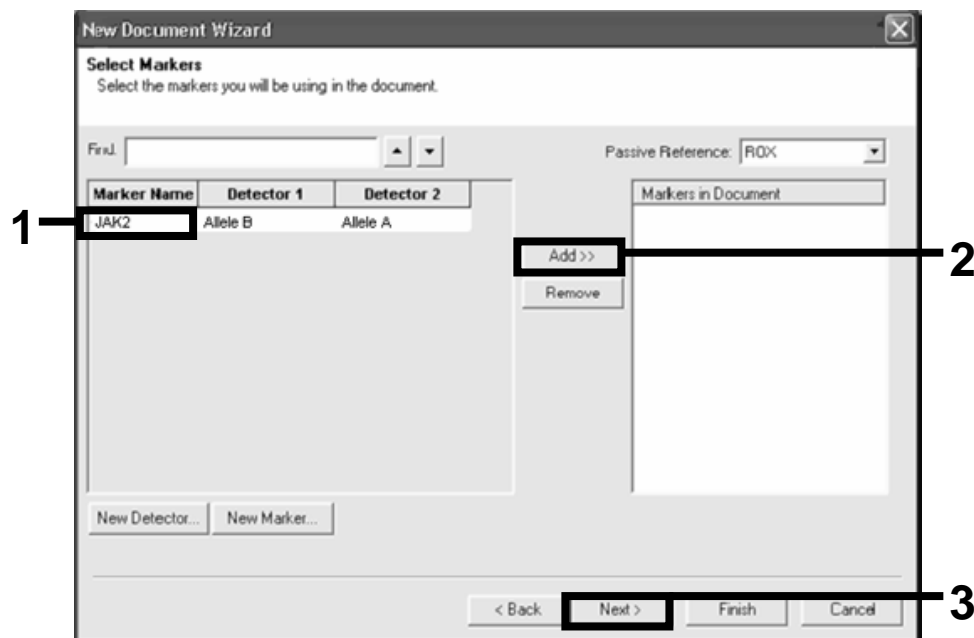 New Document Wizard
Select Markers
Select the markers you will be using in the document.
Find. Passive Reference: ROX
Marker Name Detector 1 Detector 2 Markers in Document
1 JAK2 Allele B Allele A
Add >> 2
Remove
New Detector... New Marker...
< Back Next > Finish Cancel 3